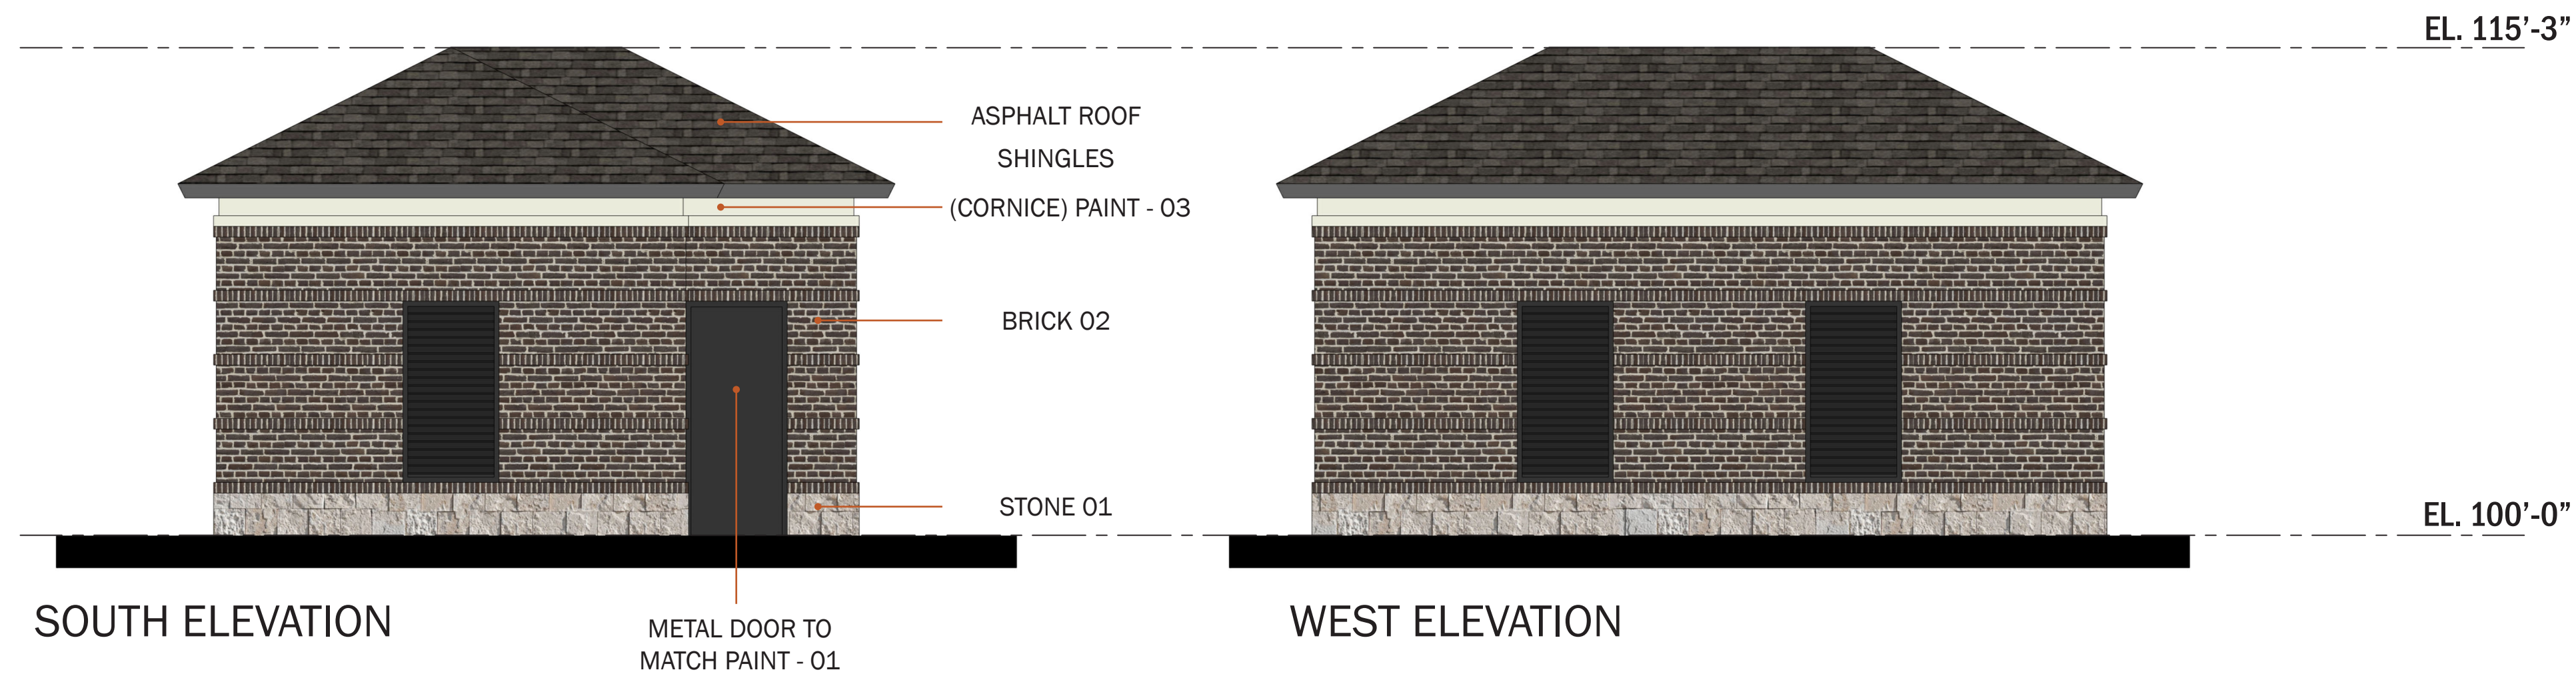 EL. 115’-3”
ASPHALT ROOF
SHINGLES
(CORNICE) PAINT - 03
BRICK 02
STONE 01
EL. 100’-0”
SOUTH ELEVATION
METAL DOOR TO
MATCH PAINT - 01
WEST ELEVATION